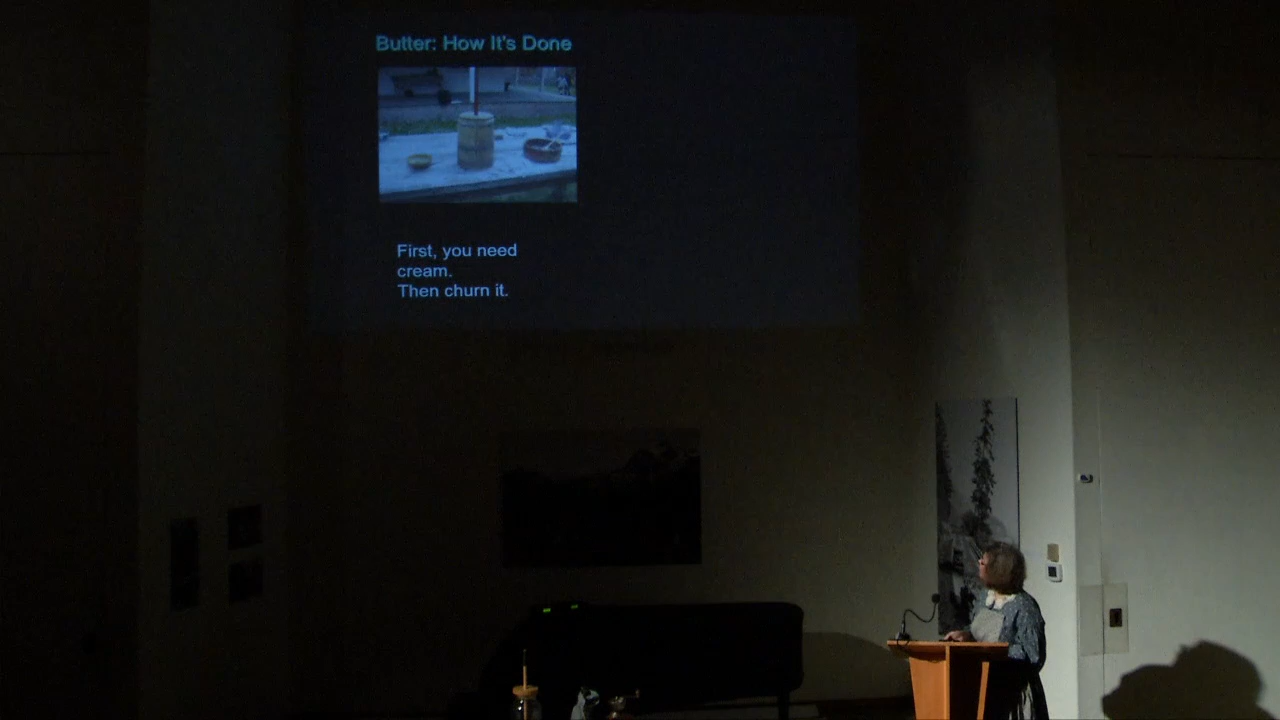 Butter: How It's Done
First, you need
cream.
Then churn it.